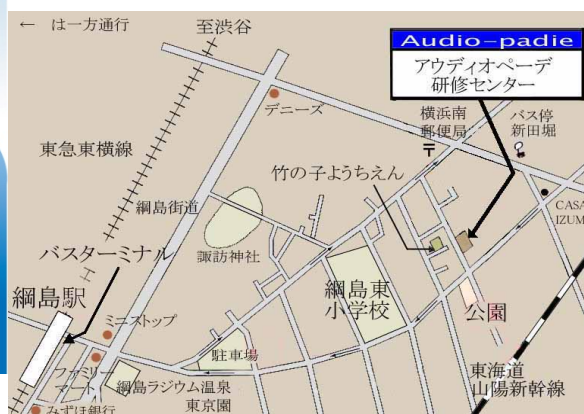 ← は一方通行
至渋谷
Audio-padie
アウディオペーデ
研修センター
デニーズ
横浜南
郵便局
〒
バス停
新田堀
東急東横線
竹の子ようちえん
綱島街道
CASA
IZUM
諏訪神社
バスターミナル
綱島東
小学校
綱島駅
公園
ミニストップ
駐車場
ファミリー
マート
東海道
山陽新幹線
綱島ラジウム温泉
東京園
みずほ銀行